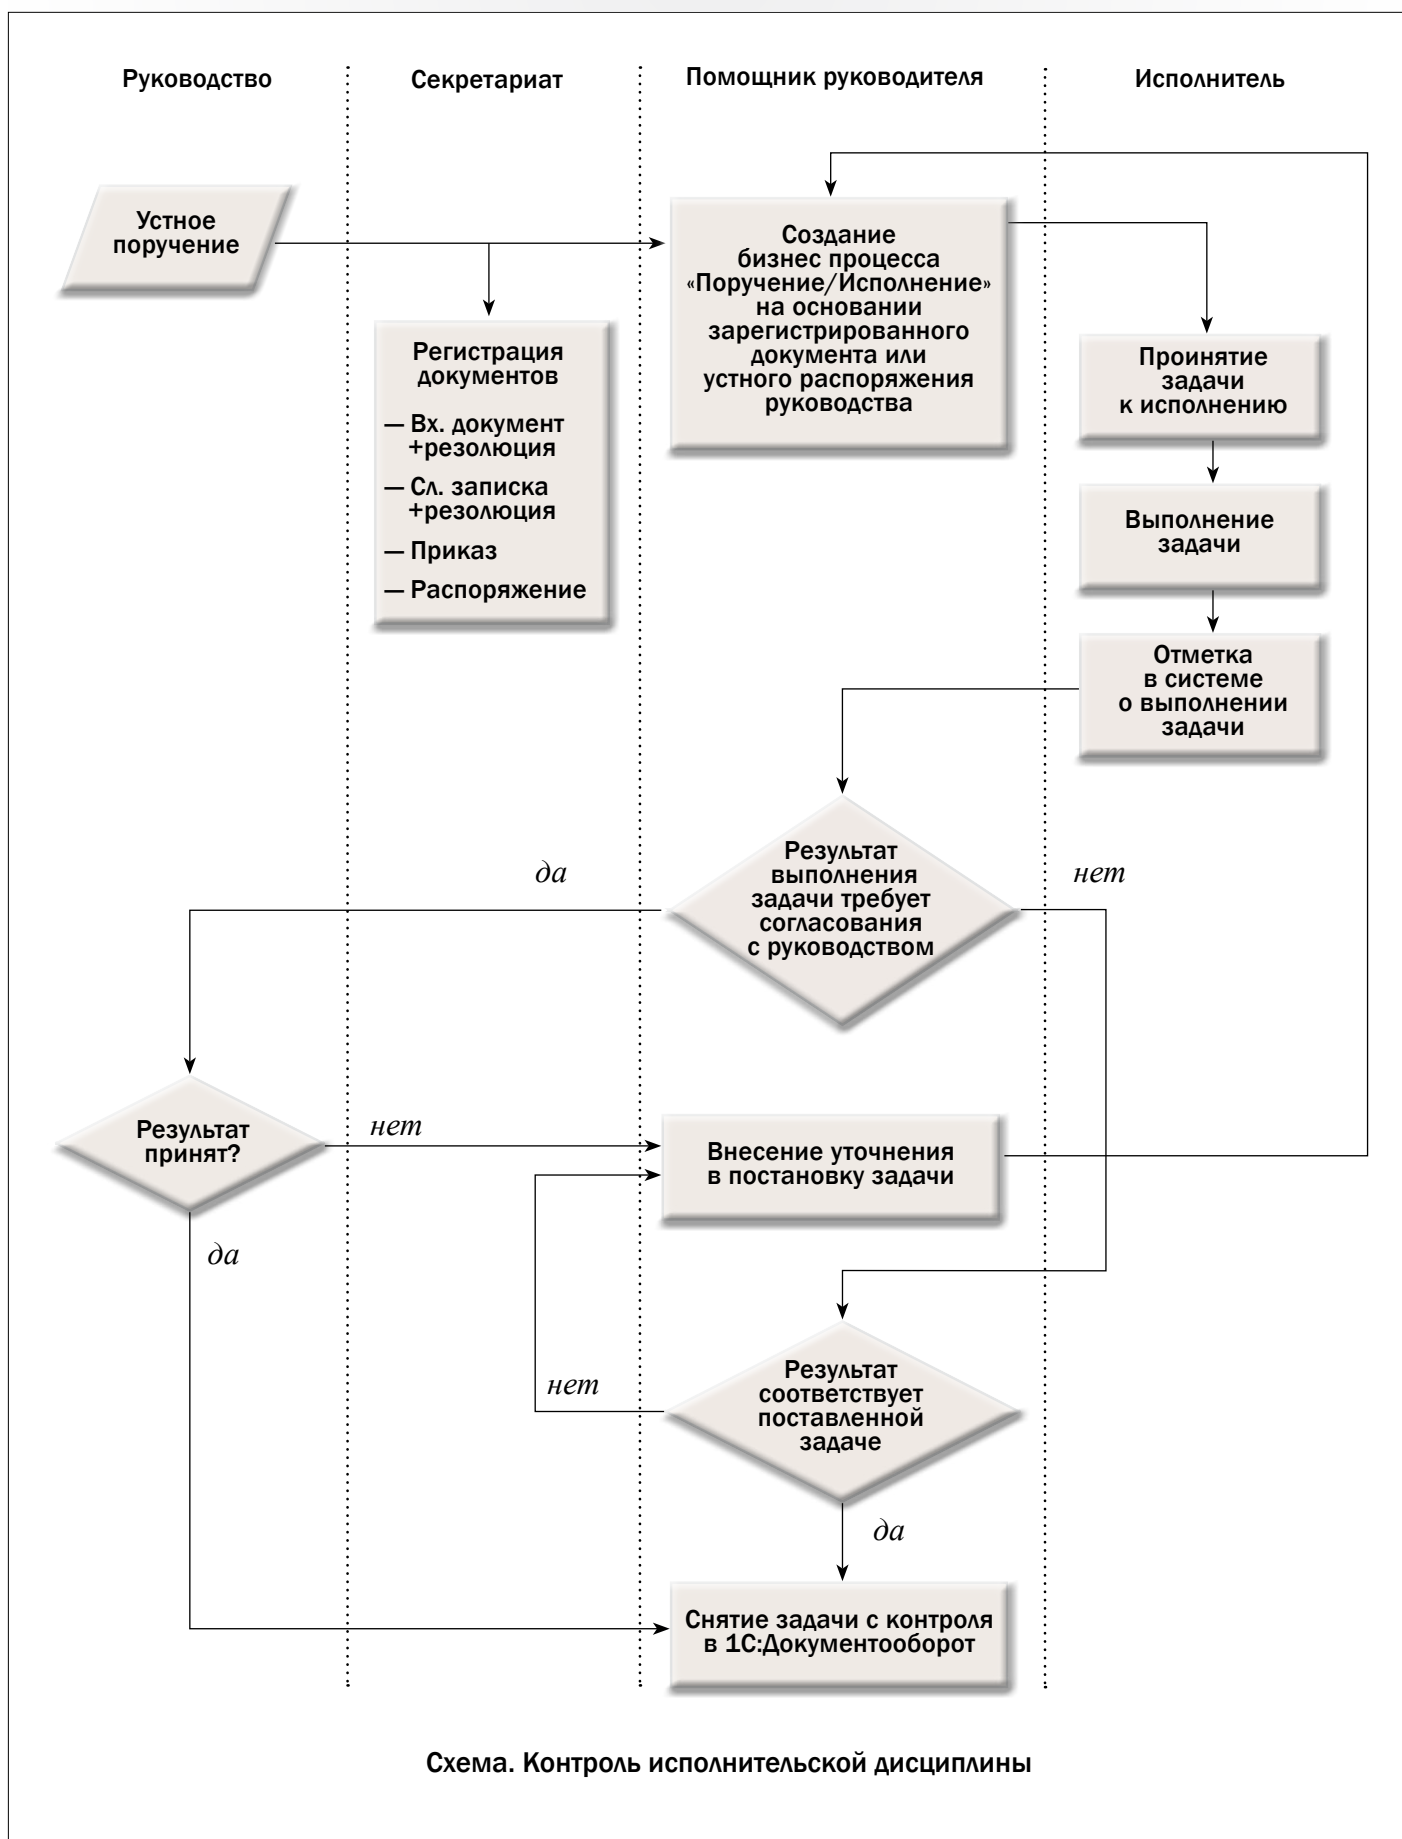 Руководство
Секретариат
Помощник руководителя
Исполнитель
Устное
поручение
Создание
бизнес процесса
«Поручение/Исполнение»
на основании
зарегистрированного
документа или
устного распоряжения
руководства
Регистрация
документов
— Вх. документ
+резолюция
— Сл. записка
+резолюция
— Приказ
— Распоряжение
Проинятие
задачи
к исполнению
Выполнение
задачи
Отметка
в системе
о выполнении
задачи
Результат
выполнения
задачи требует
согласования
с руководством
да
нет
Результат
принят?
нет
да
Внесение уточнения
в постановку задачи
Результат
соответствует
поставленной
задаче
нет
да
Снятие задачи с контроля
в 1С:Документооборот
Схема. Контроль исполнительской дисциплины